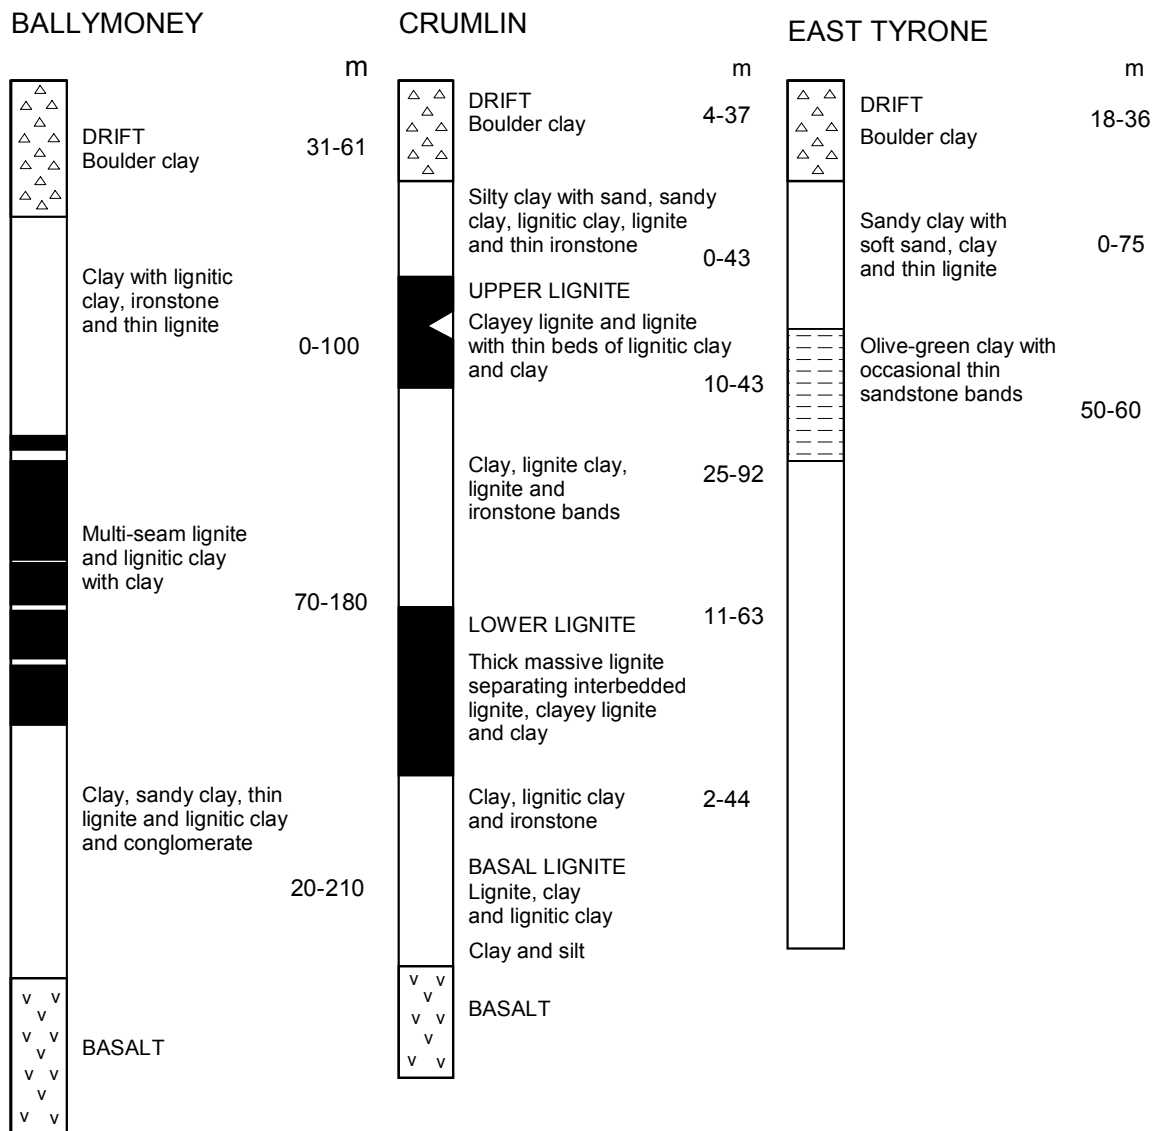 BALLYMONEY
m
DRIFT
Boulder clay
31-61
Clay with lignitic
clay, ironstone
and thin lignite
0-100
Multi-seam lignite
and lignitic clay
with clay
70-180
Clay, sandy clay, thin
lignite and lignitic clay
and conglomerate
20-210
v v
v
v v
v
v v
v
v v
BASALT
CRUMLIN
m
DRIFT
Boulder clay
4-37
Silty clay with sand, sandy
clay, lignitic clay, lignite
and thin ironstone
0-43
UPPER LIGNITE
Clayey lignite and lignite
with thin beds of lignitic clay
and clay
10-43
Clay, lignite clay,
lignite and
ironstone bands
25-92
LOWER LIGNITE
11-63
Thick massive lignite
separating interbedded
lignite, clayey lignite
and clay
Clay, lignitic clay
and ironstone
2-44
BASAL LIGNITE
Lignite, clay
and lignitic clay
Clay and silt
v v
v
v v
v
v v
BASALT
EAST TYRONE
m
DRIFT
Boulder clay
18-36
Sandy clay with
soft sand, clay
and thin lignite
0-75
Olive-green clay with
occasional thin
sandstone bands
50-60